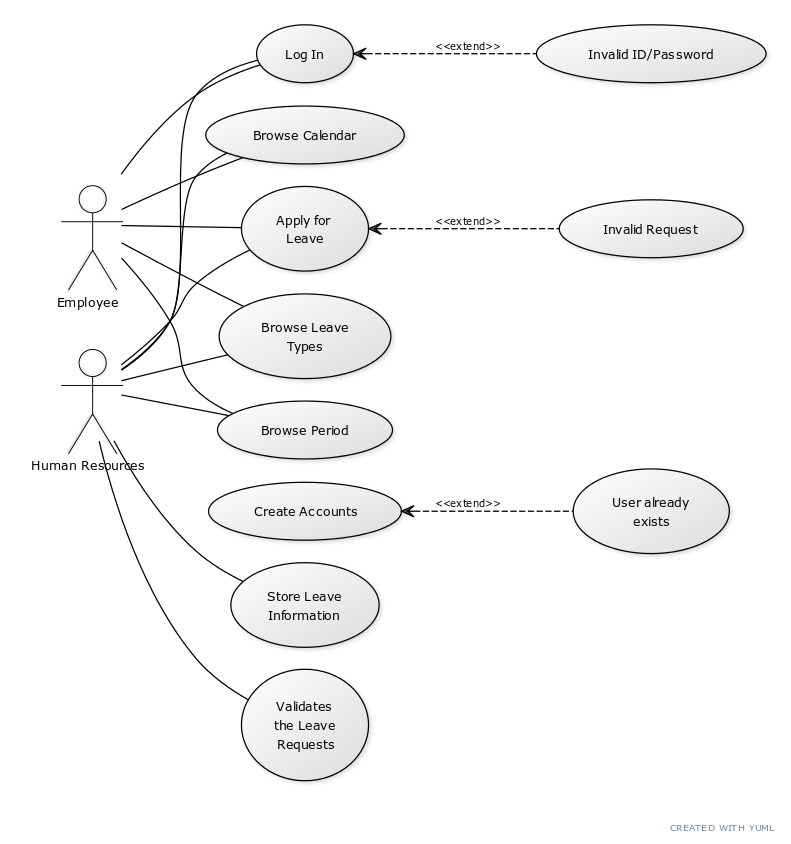 Log In
<<extend>>
Invalid ID/Password
Browse Calendar
Apply for
Leave
<<extend>>
Invalid Request
Employee
Browse Leave
Types
Browse Period
Human Resources
Create Accounts
<<extend>>
User already
exists
Store Leave
Information
Validates
the Leave
Requests
CREATED WITH YUML